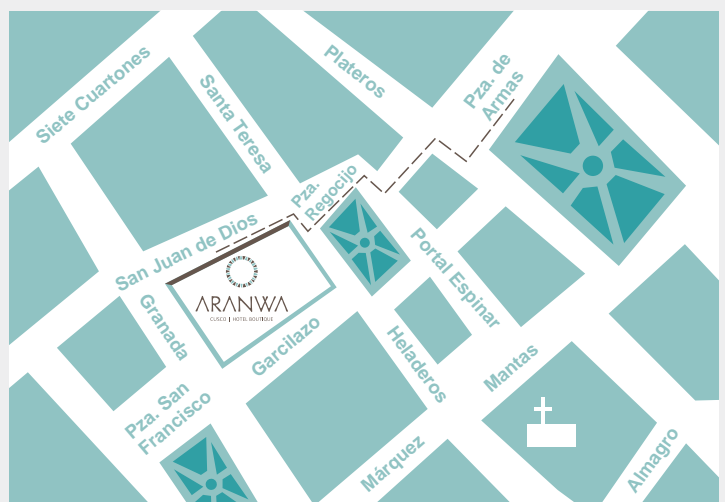 Siete Cuartones
Santa Teresa
Plateros
Pza. de
Armas
Pza.
Regocijo
San Juan de Dios
ARANWA
CUSCO | HOTEL BOUTIQUE
Granada
Garcilazo
Portal Espinar
Heladeros
Mantas
Pza. San
Francisco
Márquez
Almagro